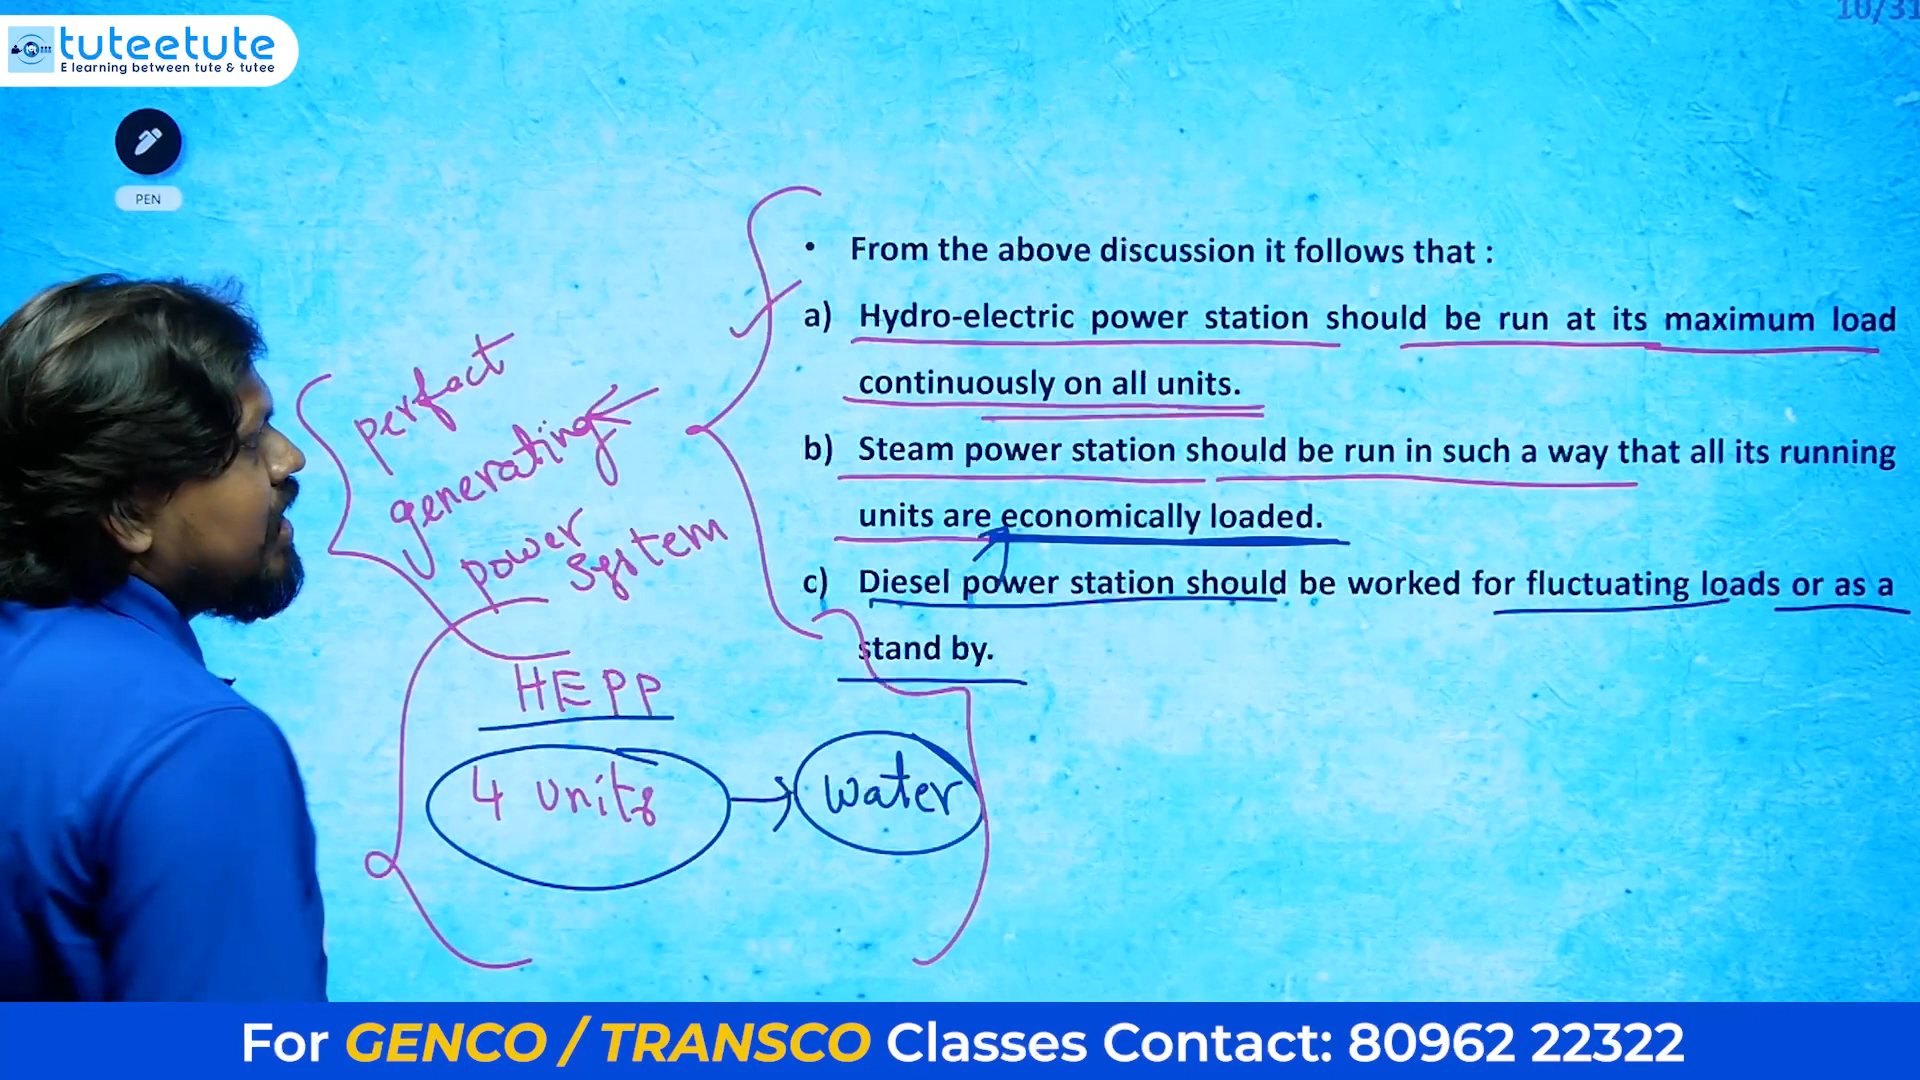 tuteetute
E learning between tute & tutee
10/31
PEN
• From the above discussion it follows that :
a) Hydro-electric power station should be run at its maximum load
continuously on all units.
b) Steam power station should be run in such a way that all its running
units are economically loaded.
c) Diesel power station should be worked for fluctuating loads or as a
stand by.
perfact
generating
power
system
HEPP
4 units
water
For GENCO / TRANSCO Classes Contact: 80962 22322